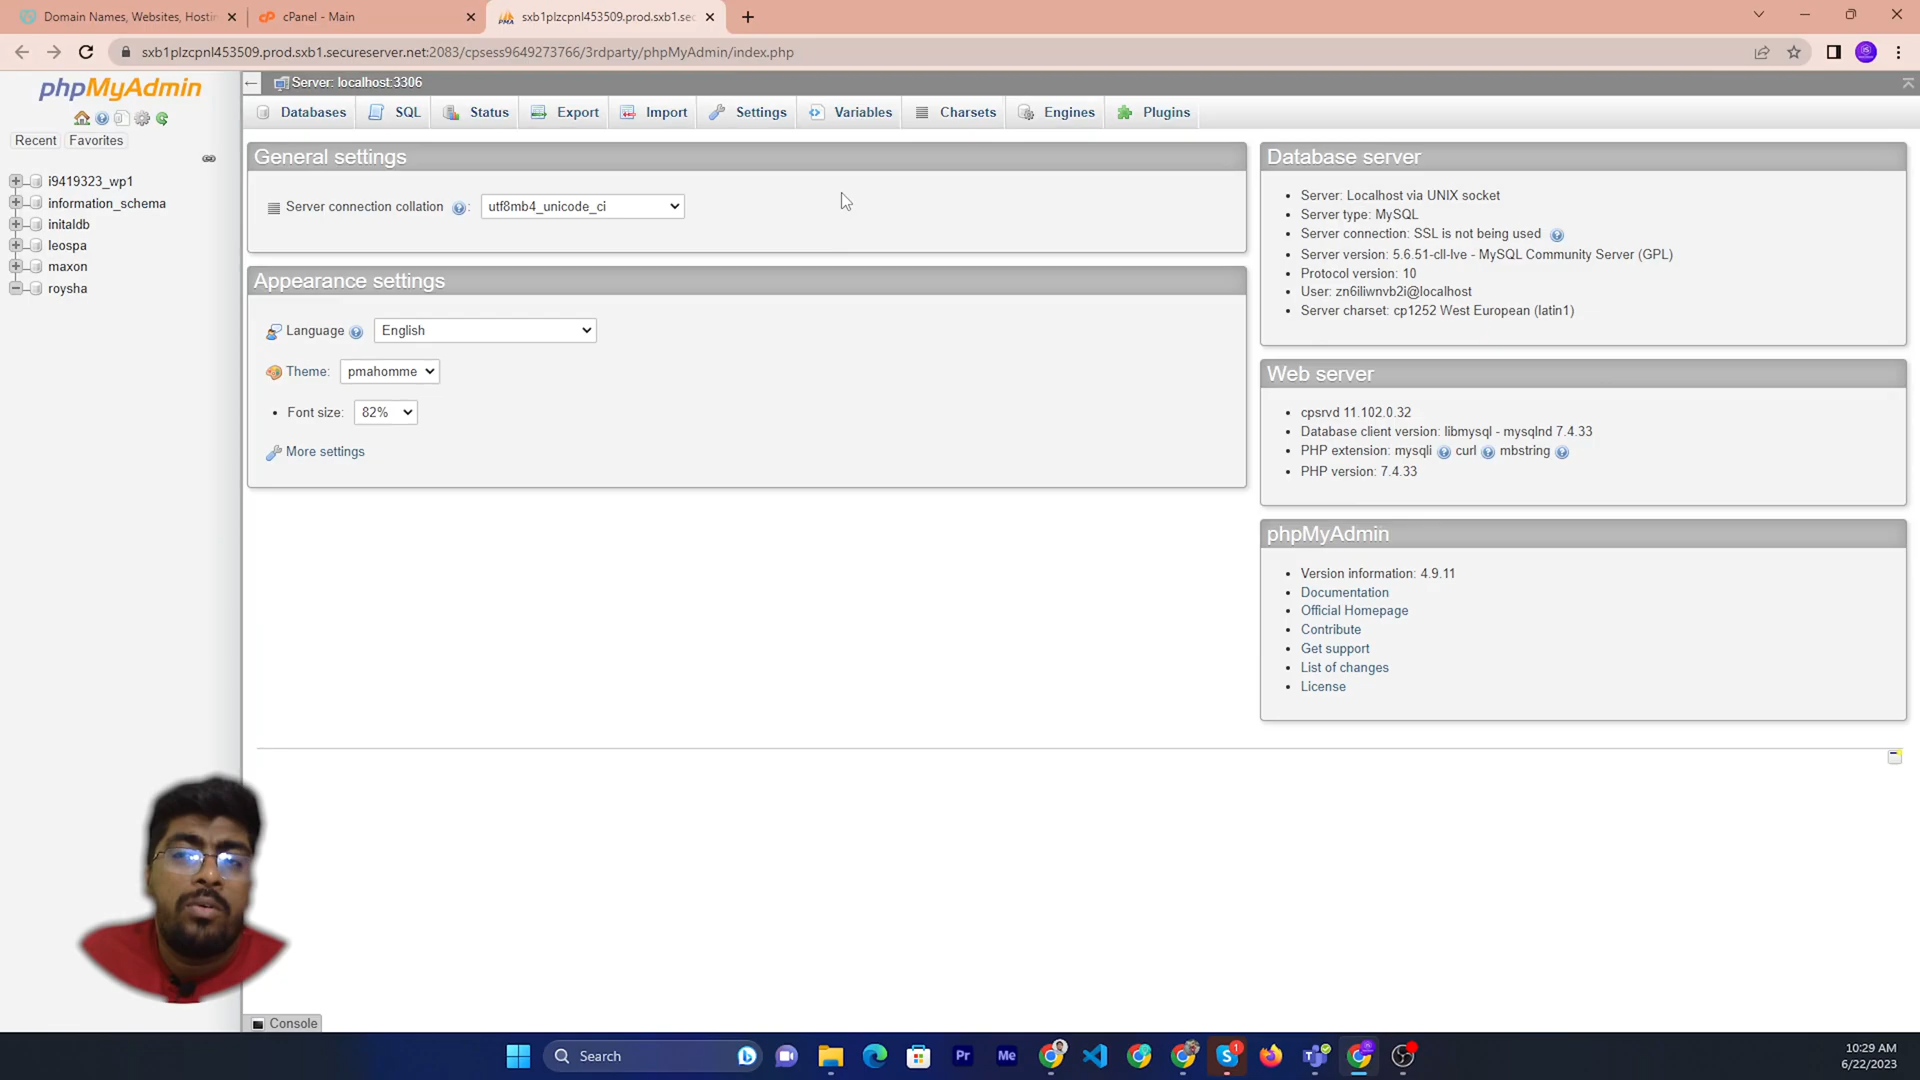 Domain Names, Websites, Hostin
cPanel - Main
sxb1plzcpnl453509.prod.sxb1.sec
sxb1plzcpnl453509.prod.sxb1.secureserver.net:2083/cpsess9649273766/3rdparty/phpMyAdmin/index.php
phpMyAdmin
Recent Favorites
i9419323_wp1
information_schema
initaldb
leospa
maxon
roysha
Server: localhost:3306
Databases SQL Status Export Import Settings Variables Charsets Engines Plugins
General settings
Server connection collation : utf8mb4_unicode_ci
Appearance settings
Language English
Theme: pmahomme
Font size: 82%
More settings
Database server
Server: Localhost via UNIX socket
Server type: MySQL
Server connection: SSL is not being used
Server version: 5.6.51-cll-lve - MySQL Community Server (GPL)
Protocol version: 10
User: zn6iliwnvb2i@localhost
Server charset: cp1252 West European (latin1)
Web server
cpsrvd 11.102.0.32
Database client version: libmysql - mysqlnd 7.4.33
PHP extension: mysqli curl mbstring
PHP version: 7.4.33
phpMyAdmin
Version information: 4.9.11
Documentation
Official Homepage
Contribute
Get support
List of changes
License
Console
Search
Pr
Me
S
1
10:29 AM
6/22/2023